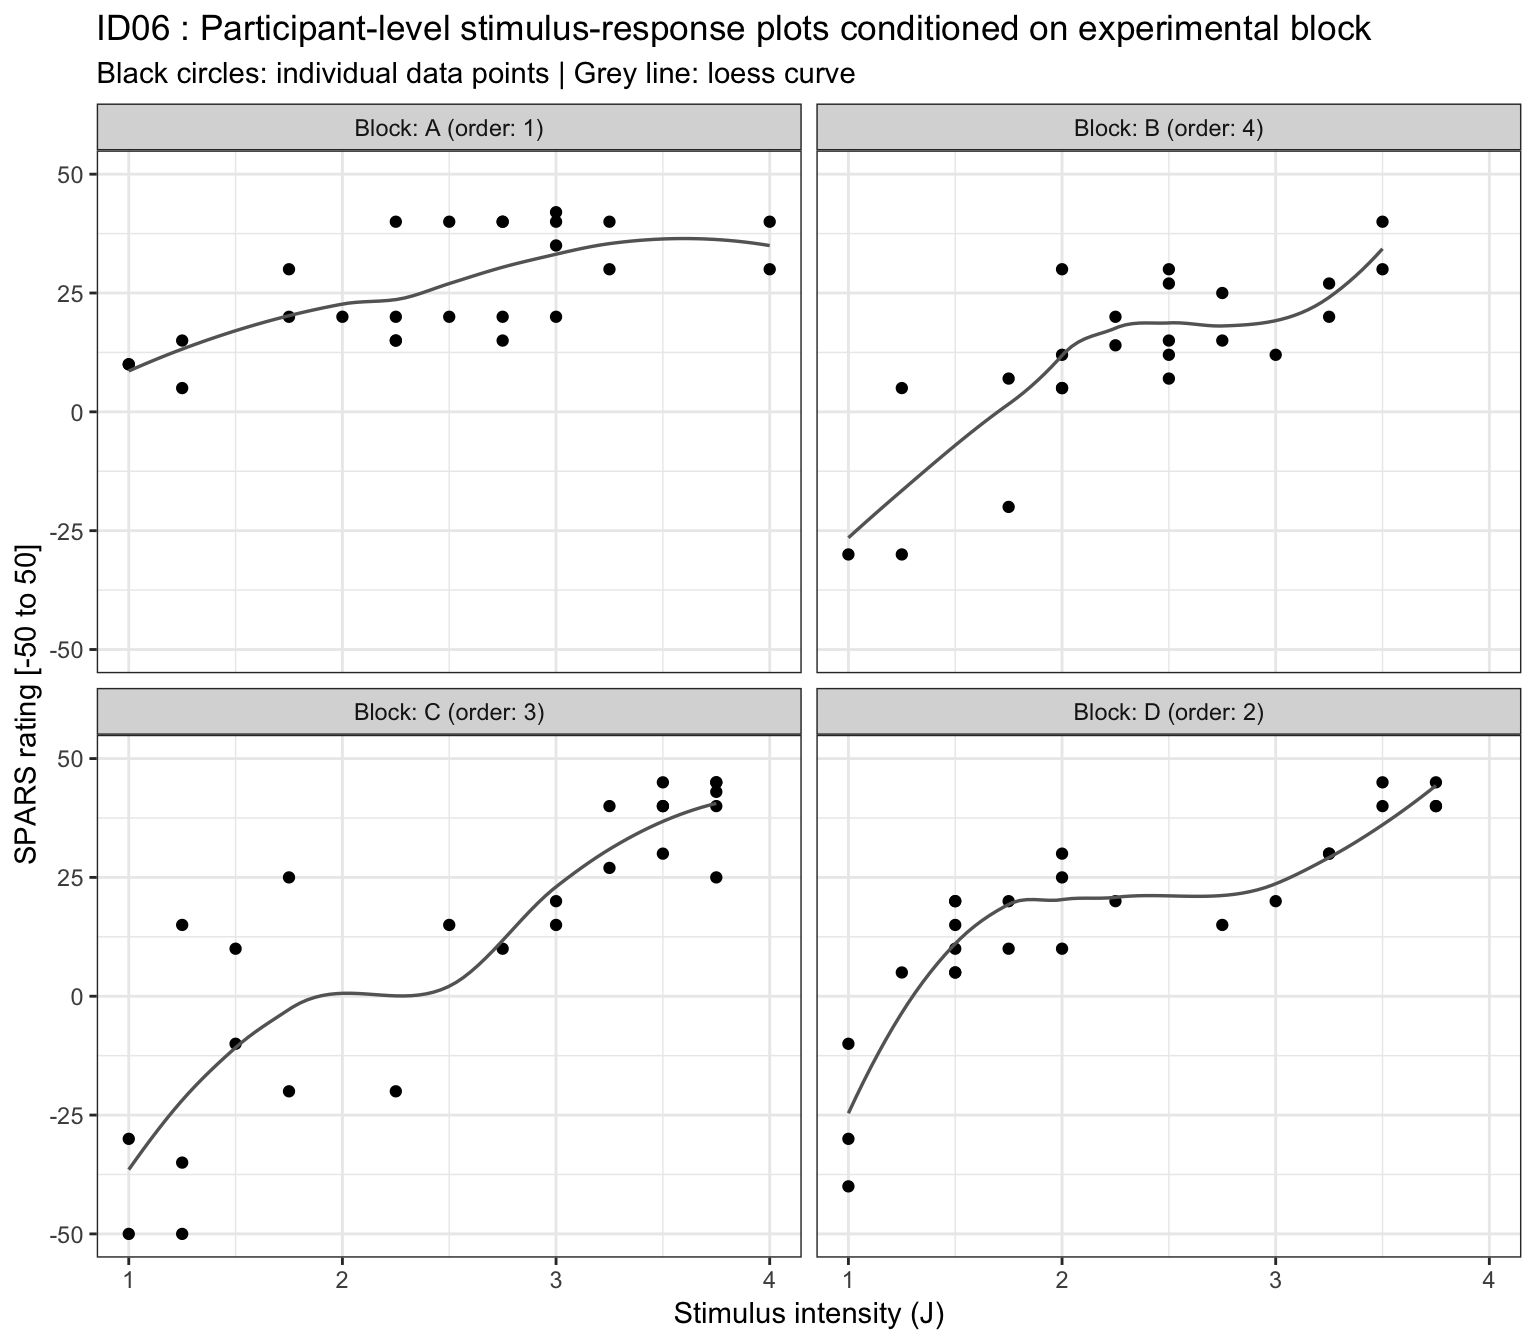 ID06 : Participant-level stimulus-response plots conditioned on experimental block
Black circles: individual data points | Grey line: loess curve
Block: A (order: 1)
Block: B (order: 4)
50
25
0
-25
-50
Block: C (order: 3)
Block: D (order: 2)
50
25
0
-25
-50
SPARS rating [-50 to 50]
1 2 3 4 1 2 3 4
Stimulus intensity (J)